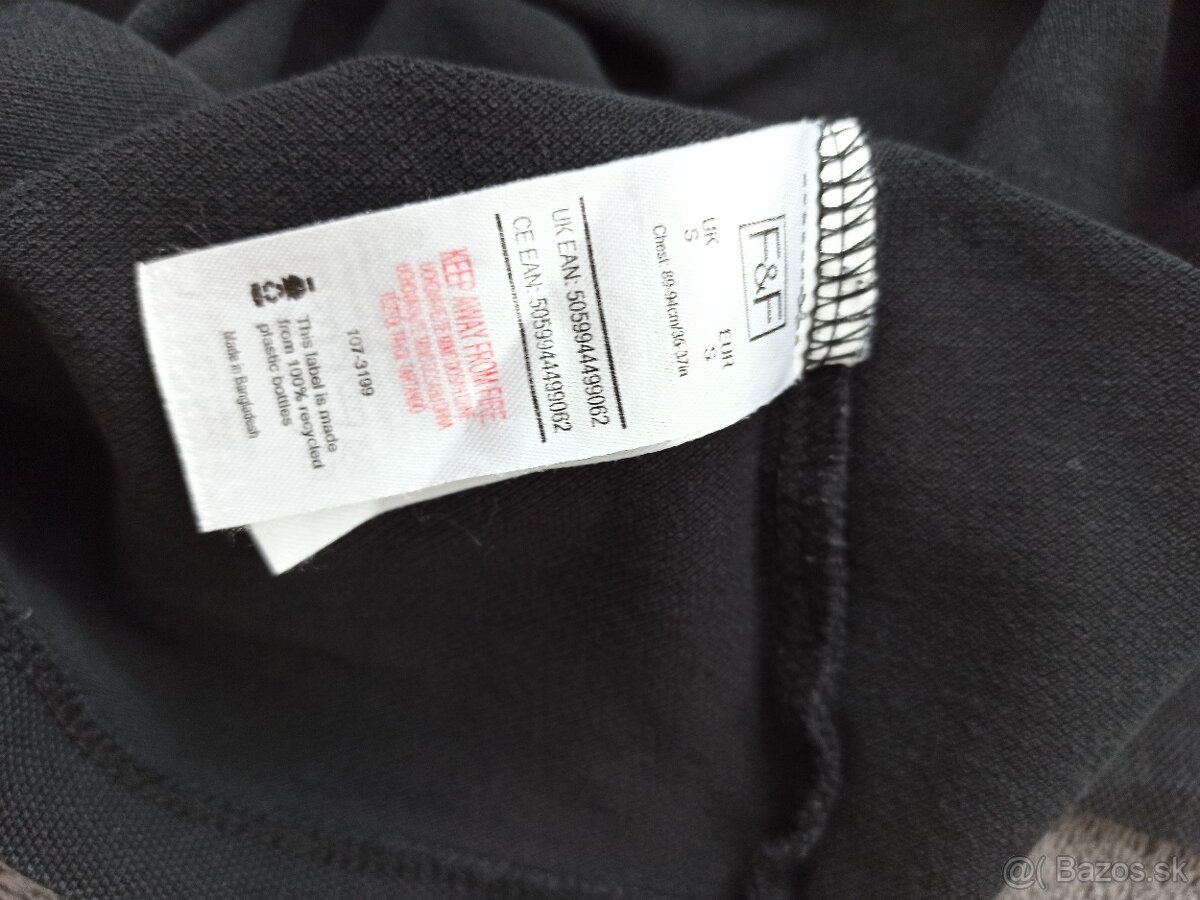 F&F
UK EUR
S S
Chest: 89-94cm/35-37in
UK EAN: 5059944499062
CE EAN: 5059944499062
KEEP AWAY FROM FIRE
107-3199
This label is made
from 100% recycled
plastic bottles
Made in Bangladesh
@( Bazos.sk